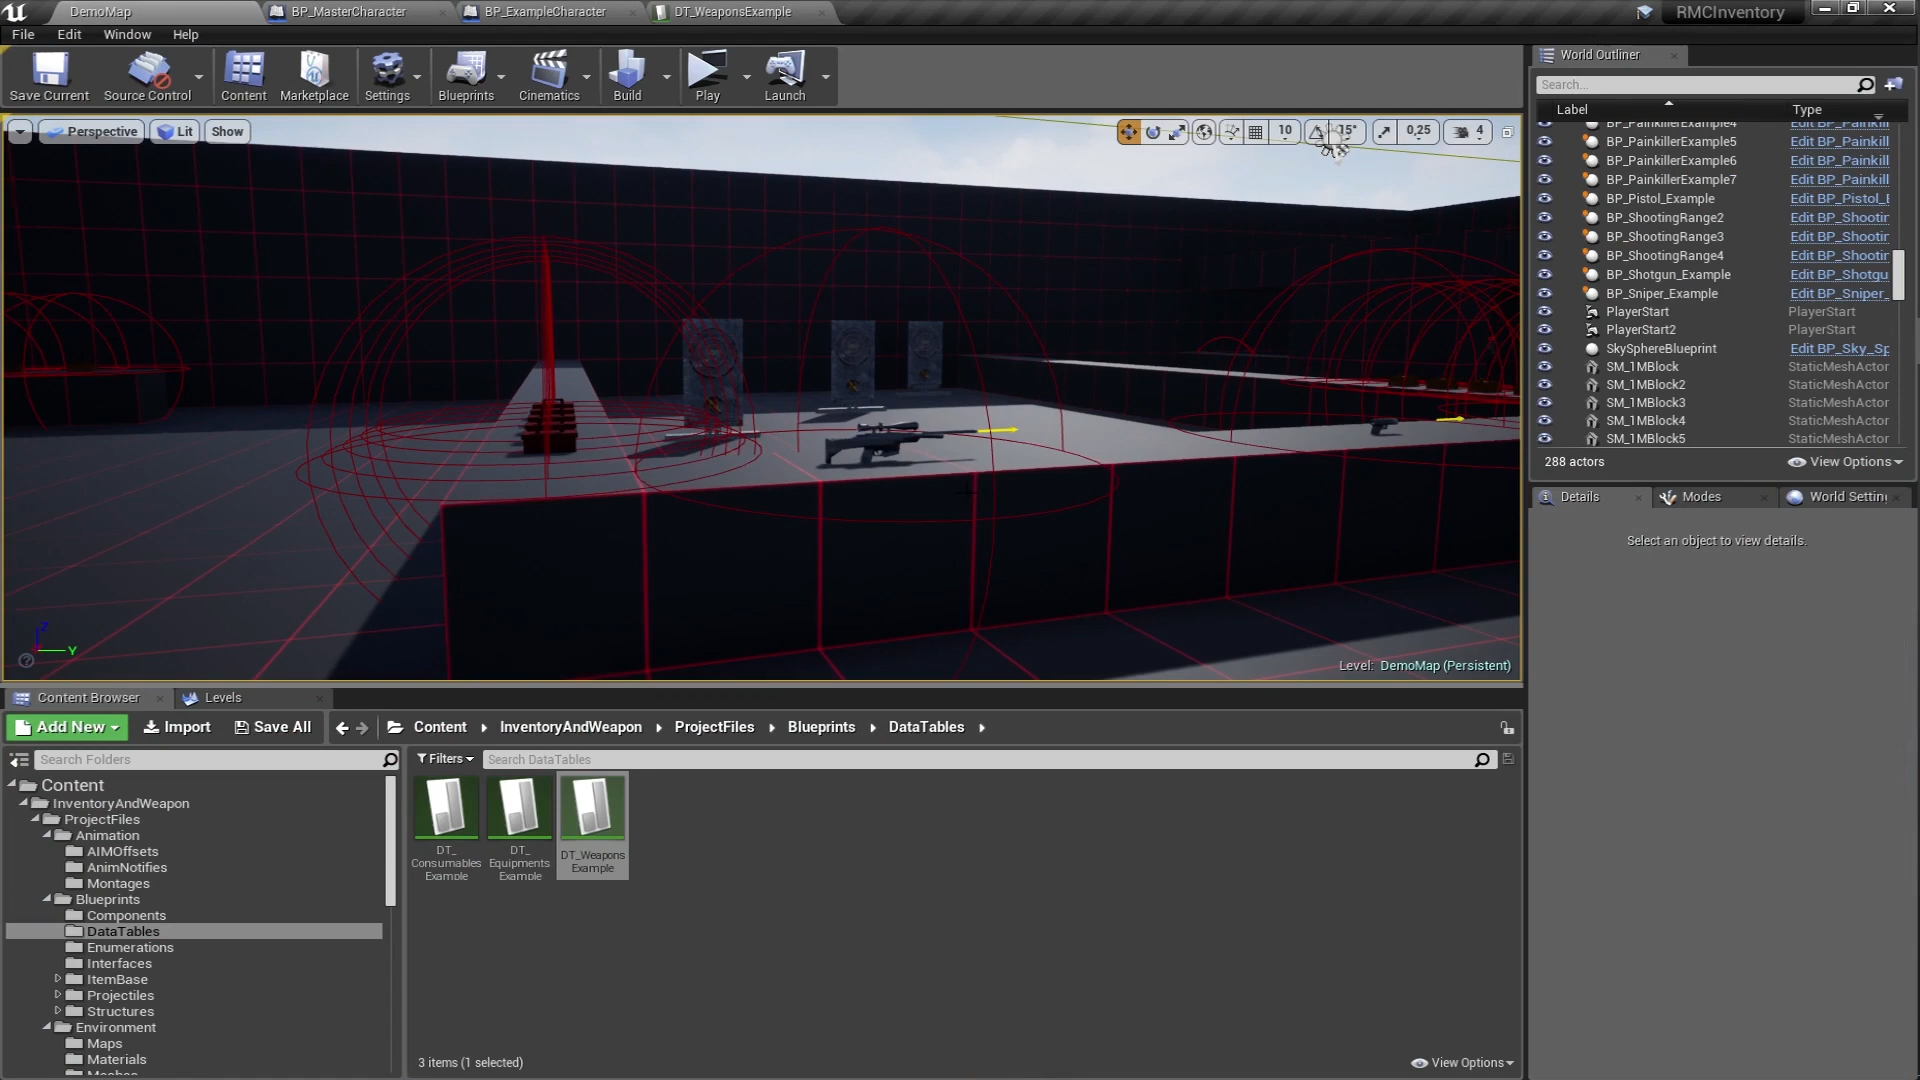 DemoMap
BP_MasterCharacter
BP_ExampleCharacter
DT_WeaponsExample
RMCInventory
File Edit Window Help
Save Current
Source Control
Content
Marketplace
Settings
Blueprints
Cinematics
Build
Play
Launch
Perspective
Lit
Show
10
15°
0,25
4
Level: DemoMap (Persistent)
World Outliner
Search...
Label Type
BP_PainkillerExample4 Edit BP_Painkill
BP_PainkillerExample5 Edit BP_Painkill
BP_PainkillerExample6 Edit BP_Painkill
BP_PainkillerExample7 Edit BP_Painkill
BP_Pistol_Example Edit BP_Pistol_E
BP_ShootingRange2 Edit BP_Shootin
BP_ShootingRange3 Edit BP_Shootin
BP_ShootingRange4 Edit BP_Shootin
BP_Shotgun_Example Edit BP_Shotgu
BP_Sniper_Example Edit BP_Sniper_
PlayerStart PlayerStart
PlayerStart2 PlayerStart
SkySphereBlueprint Edit BP_Sky_Sp
SM_1MBlock StaticMeshActor
SM_1MBlock2 StaticMeshActor
SM_1MBlock3 StaticMeshActor
SM_1MBlock4 StaticMeshActor
SM_1MBlock5 StaticMeshActor
288 actors
View Options
Details
Modes
World Settin
Select an object to view details.
Content Browser
Levels
Add New
Import
Save All
Content InventoryAndWeapon ProjectFiles Blueprints DataTables
Search Folders
Filters
Search DataTables
Content
InventoryAndWeapon
ProjectFiles
Animation
AIMOffsets
AnimNotifies
Montages
Blueprints
Components
DataTables
Enumerations
Interfaces
ItemBase
Projectiles
Structures
Environment
Maps
Materials
Meshes
DT_
Consumables
Example
DT_
Equipments
Example
DT_Weapons
Example
3 items (1 selected)
View Options
X
Y
Z